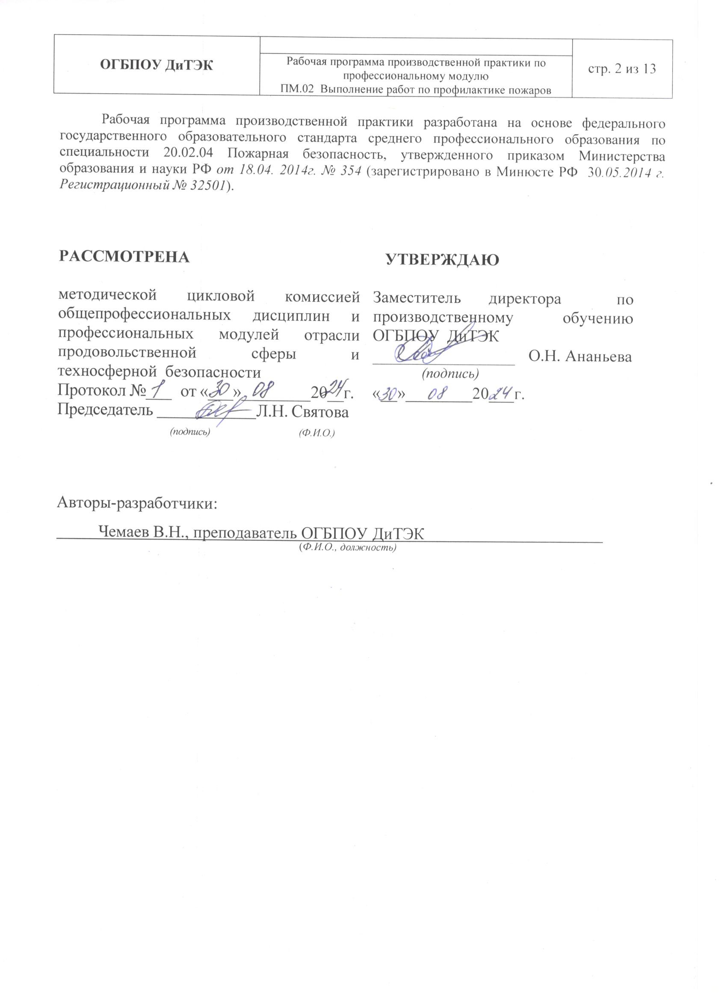 ОГБПОУ ДиТЭК
Рабочая программа производственной практики по
профессиональному модулю
ПМ.02 Выполнение работ по профилактике пожаров
стр. 2 из 13
Рабочая программа производственной практики разработана на основе федерального
государственного образовательного стандарта среднего профессионального образования по
специальности 20.02.04 Пожарная безопасность, утвержденного приказом Министерства
образования и науки РФ от 18.04. 2014г. № 354 (зарегистрировано в Минюсте РФ 30.05.2014 г.
Регистрационный № 32501).
РАССМОТРЕНА
методической цикловой комиссией
общепрофессиональных дисциплин и
профессиональных модулей отрасли
продовольственной сферы и
техносферной безопасности
Протокол № 1 от «30» 08 2024г.
Председатель Л.Н. Святова
(подпись) (Ф.И.О.)
УТВЕРЖДАЮ
Заместитель директора по
производственному обучению
ОГБПОУ ДиТЭК
О.Н. Ананьева
(подпись)
«30» 08 2024г.
Авторы-разработчики:
Чемаев В.Н., преподаватель ОГБПОУ ДиТЭК
(Ф.И.О., должность)